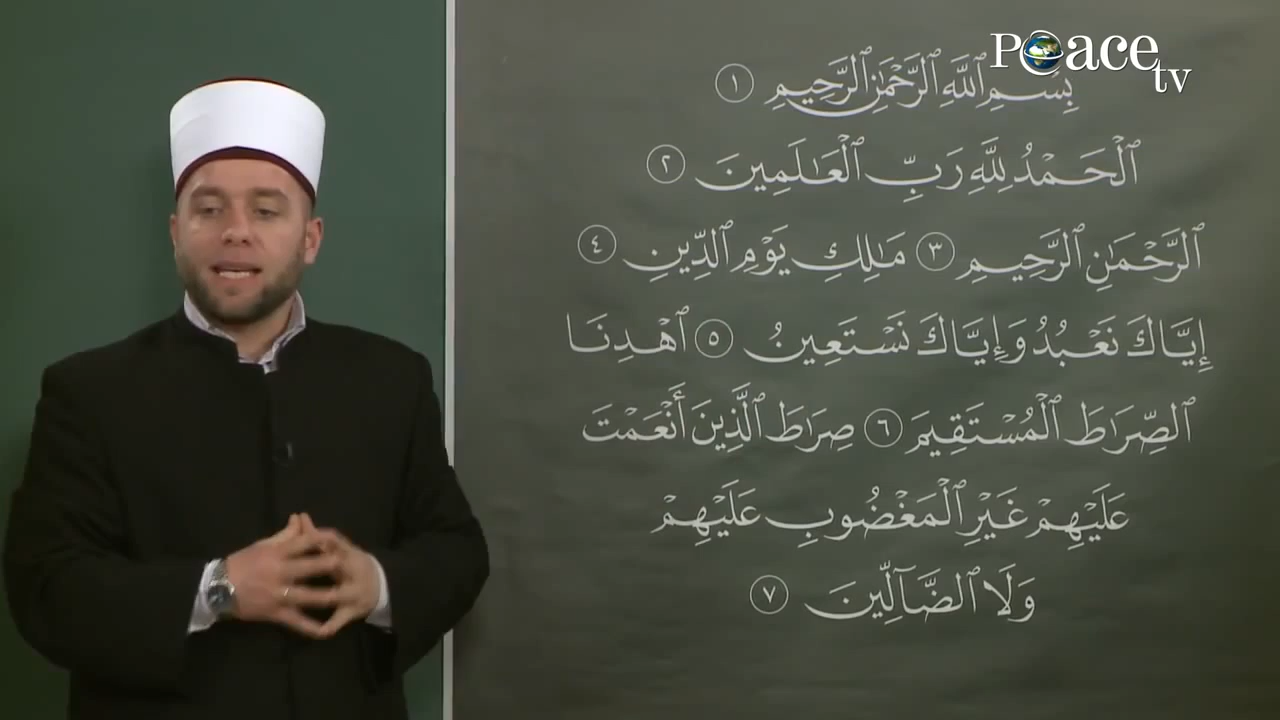 Peace tv
بِسْمِ ٱللَّهِ ٱلرَّحْمَٰنِ ٱلرَّحِيمِ ١
ٱلْحَمْدُ لِلَّهِ رَبِّ ٱلْعَٰلَمِينَ ٢
ٱلرَّحْمَٰنِ ٱلرَّحِيمِ ٣ مَٰلِكِ يَوْمِ ٱلدِّينِ ٤
إِيَّاكَ نَعْبُدُ وَإِيَّاكَ نَسْتَعِينُ ٥ ٱهْدِنَا
ٱلصِّرَٰطَ ٱلْمُسْتَقِيمَ ٦ صِرَٰطَ ٱلَّذِينَ أَنْعَمْتَ
عَلَيْهِمْ غَيْرِ ٱلْمَغْضُوبِ عَلَيْهِمْ
وَلَا ٱلضَّآلِّينَ ٧